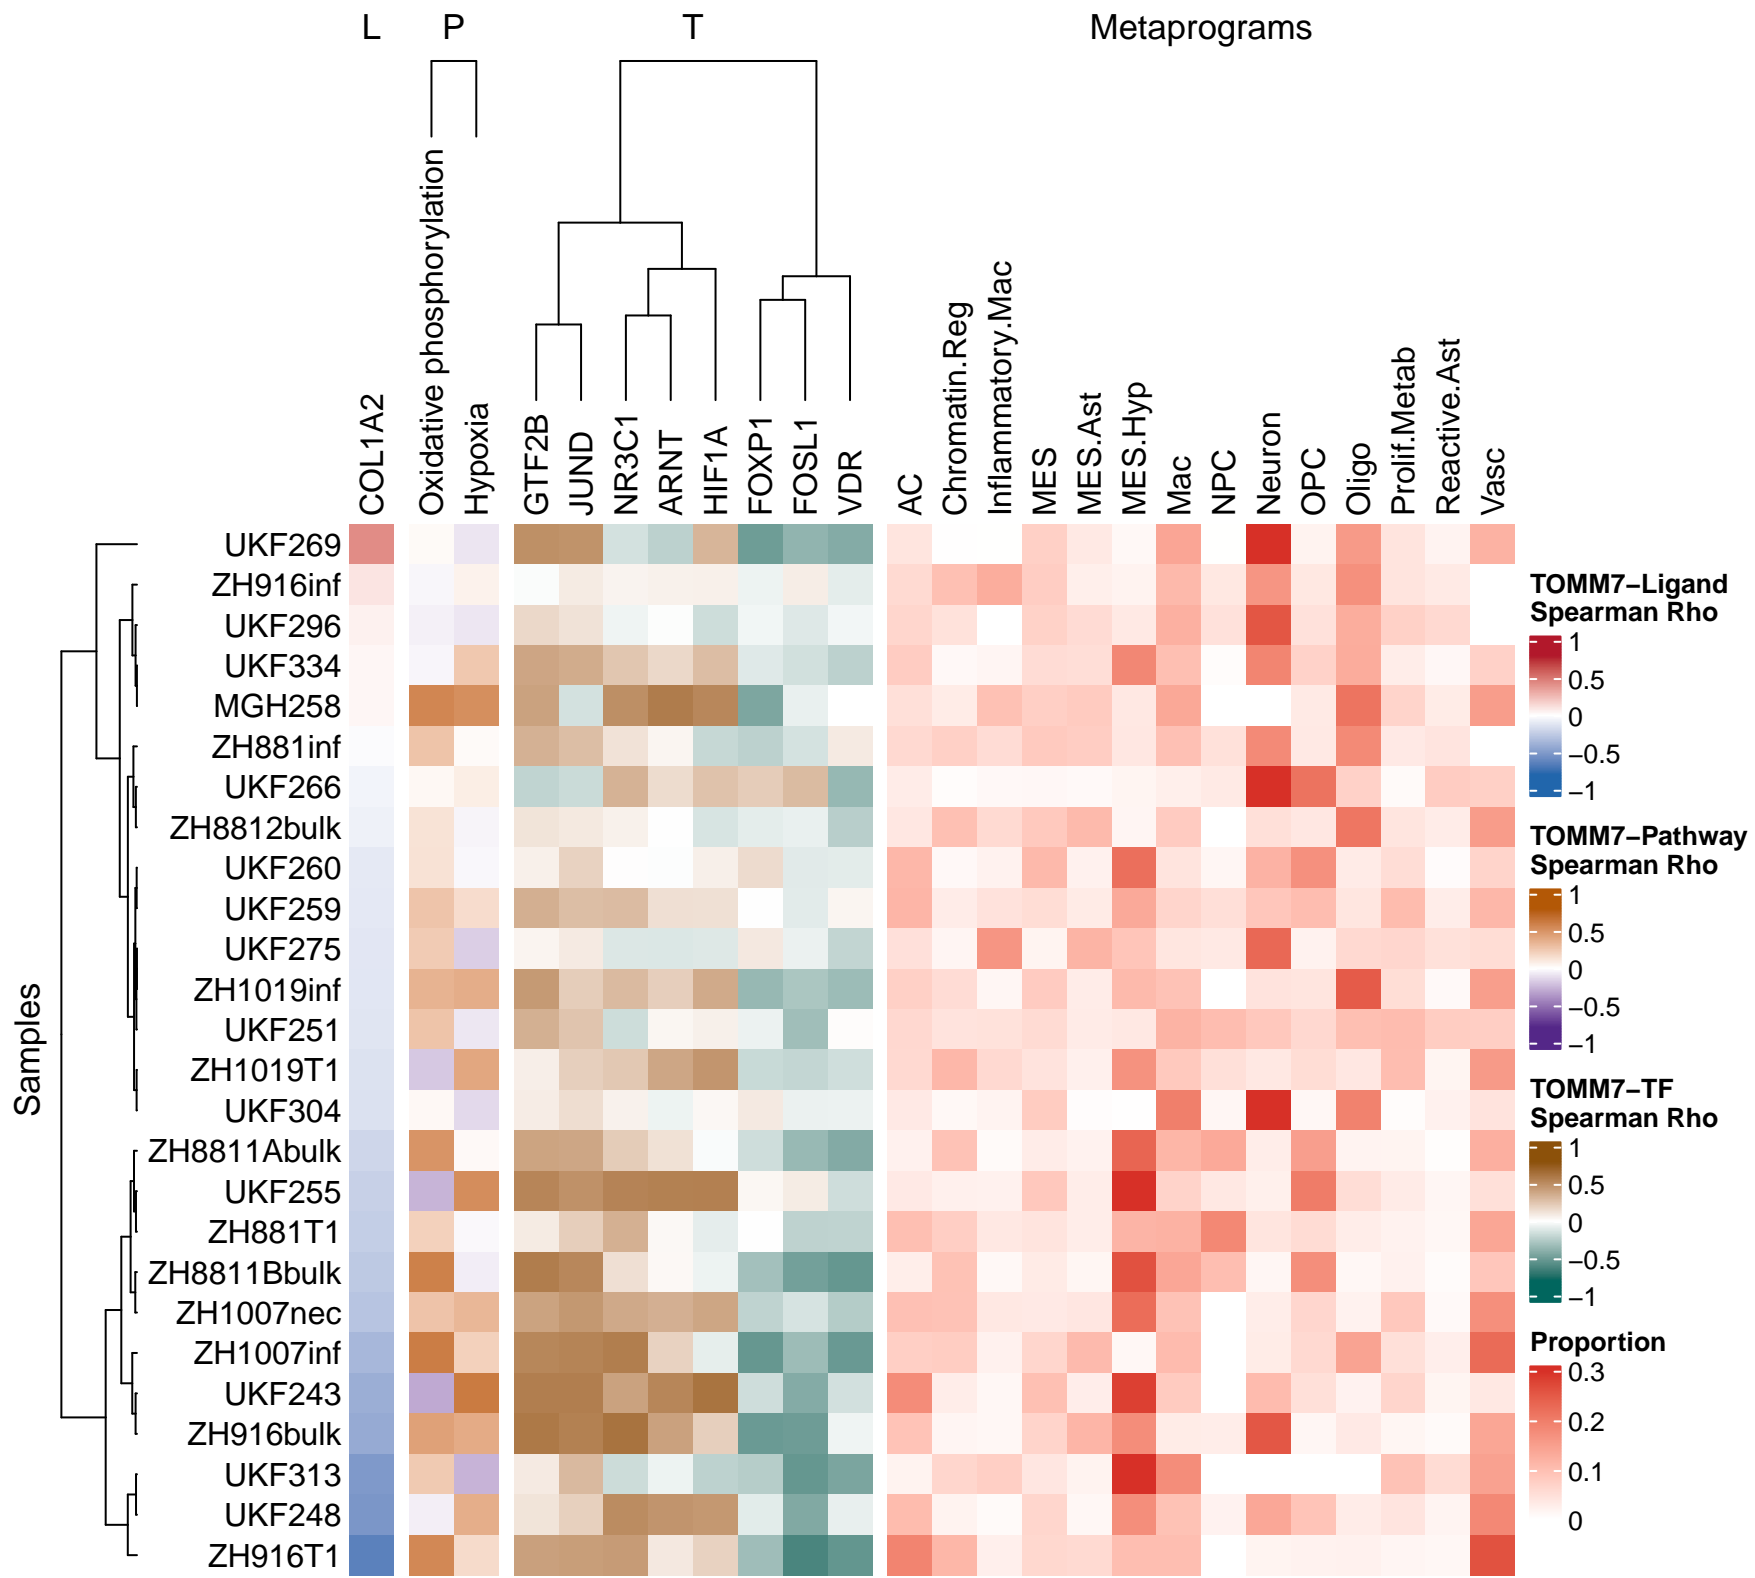 L P T Metaprograms
COL1A2
Oxidative phosphorylation
Hypoxia
GTF2B
JUND
NR3C1
ARNT
HIF1A
FOXP1
FOSL1
VDR
AC
Chromatin.Reg
Inflammatory.Mac
MES
MES.Ast
MES.Hyp
Mac
NPC
Neuron
OPC
Oligo
Prolif.Metab
Reactive.Ast
Vasc
Samples
UKF269
ZH916inf
UKF296
UKF334
MGH258
ZH881inf
UKF266
ZH8812bulk
UKF260
UKF259
UKF275
ZH1019inf
UKF251
ZH1019T1
UKF304
ZH8811Abulk
UKF255
ZH881T1
ZH8811Bbulk
ZH1007nec
ZH1007inf
UKF243
ZH916bulk
UKF313
UKF248
ZH916T1
TOMM7−Ligand
Spearman Rho
1
0.5
0
−0.5
−1
TOMM7−Pathway
Spearman Rho
1
0.5
0
−0.5
−1
TOMM7−TF
Spearman Rho
1
0.5
0
−0.5
−1
Proportion
0.3
0.2
0.1
0